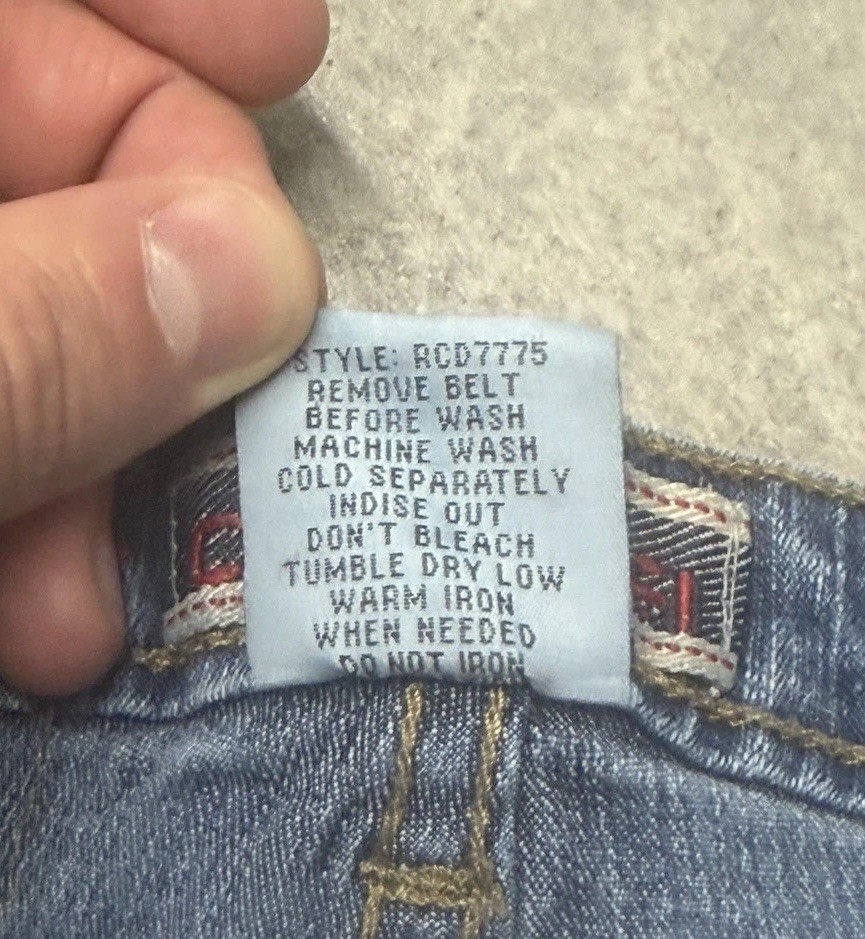 STYLE: RCD7775
REMOVE BELT
BEFORE WASH
MACHINE WASH
COLD SEPARATELY
INDISE OUT
DON'T BLEACH
TUMBLE DRY LOW
WARM IRON
WHEN NEEDED
DO NOT IRON